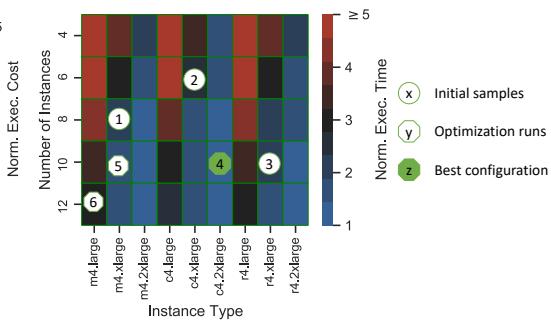 5
Norm. Exec. Cost
Number of Instances
4
6
8
10
12
1
2
3
4
5
6
m4.large
m4.xlarge
m4.2xlarge
c4.large
c4.xlarge
c4.2xlarge
r4.large
r4.xlarge
r4.2xlarge
Instance Type
≥ 5
4
3
2
1
Norm. Exec. Time
x Initial samples
y Optimization runs
z Best configuration